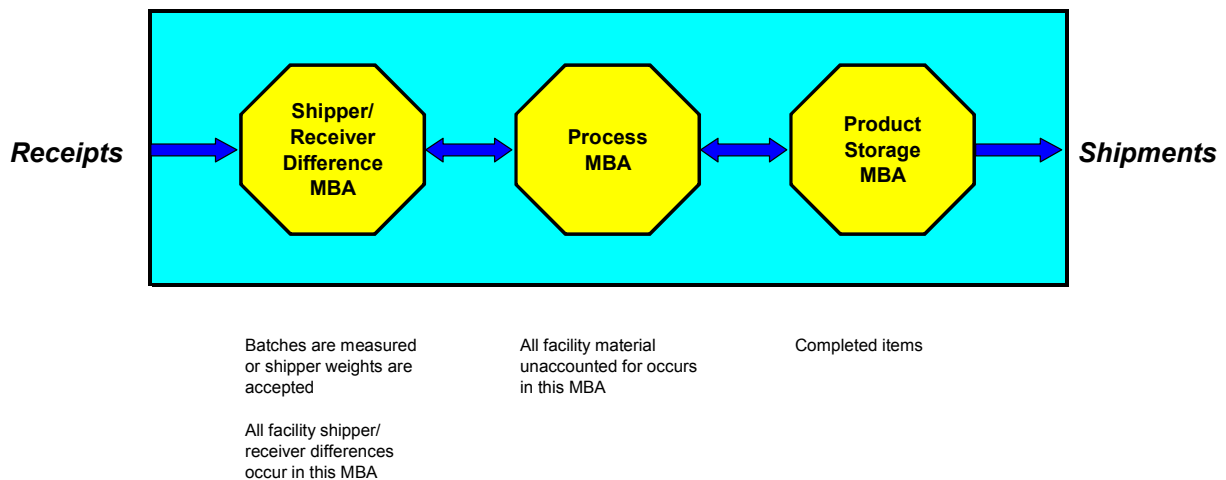 Receipts
Shipper/
Receiver
Difference
MBA
Process
MBA
Product
Storage
MBA
Shipments
Batches are measured
or shipper weights are
accepted
All facility shipper/
receiver differences
occur in this MBA
All facility material
unaccounted for occurs
in this MBA
Completed items